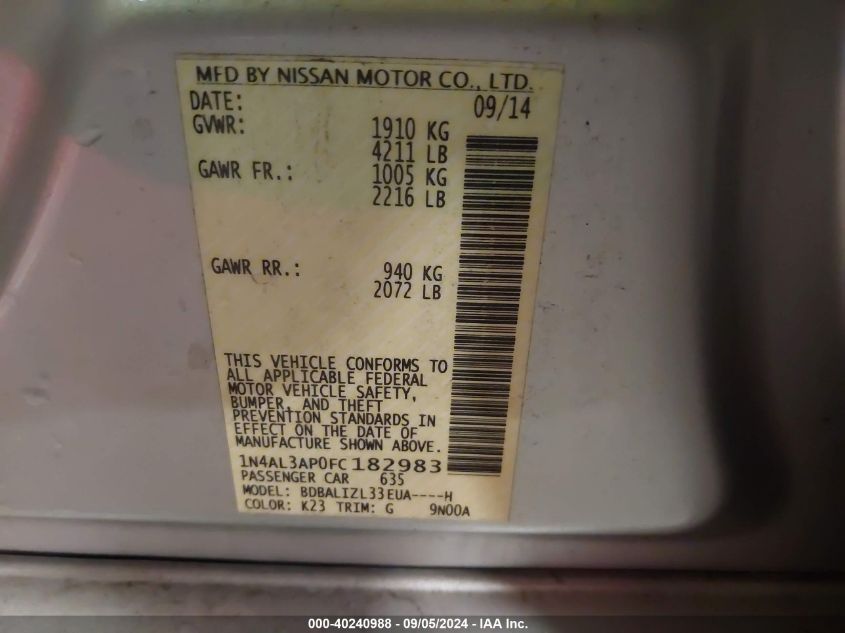 MFD BY NISSAN MOTOR CO., LTD.
DATE: 09/14
GVWR: 1910 KG
4211 LB
GAWR FR.: 1005 KG
2216 LB
GAWR RR.: 940 KG
2072 LB
THIS VEHICLE CONFORMS TO
ALL APPLICABLE FEDERAL
MOTOR VEHICLE SAFETY,
BUMPER, AND THEFT
PREVENTION STANDARDS IN
EFFECT ON THE DATE OF
MANUFACTURE SHOWN ABOVE.
1N4AL3AP0FC182983
PASSENGER CAR 635
MODEL: BDBALIZL33EUA----H
COLOR: K23 TRIM: G 9N00A
000-40240988 - 09/05/2024 - IAA Inc.